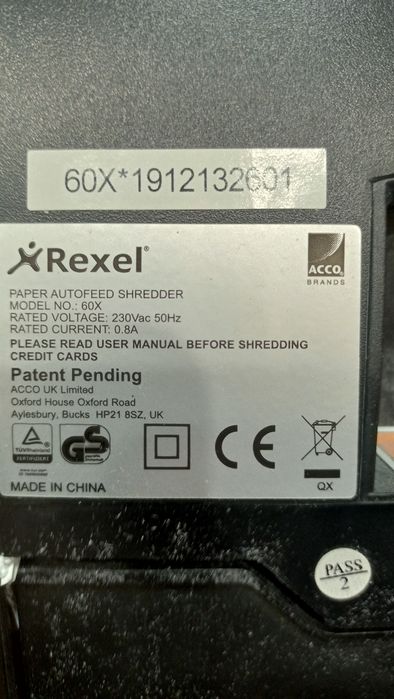 60X*1912132601
Rexel®
ACCO
BRANDS
PAPER AUTOFEED SHREDDER
MODEL NO.: 60X
RATED VOLTAGE: 230Vac 50Hz
RATED CURRENT: 0.8A
PLEASE READ USER MANUAL BEFORE SHREDDING
CREDIT CARDS
Patent Pending
ACCO UK Limited
Oxford House Oxford Road
Aylesbury, Bucks HP21 8SZ, UK
TÜVRheinland
ZERTIFIZIERT
GS
CE
QX
MADE IN CHINA
PASS
2